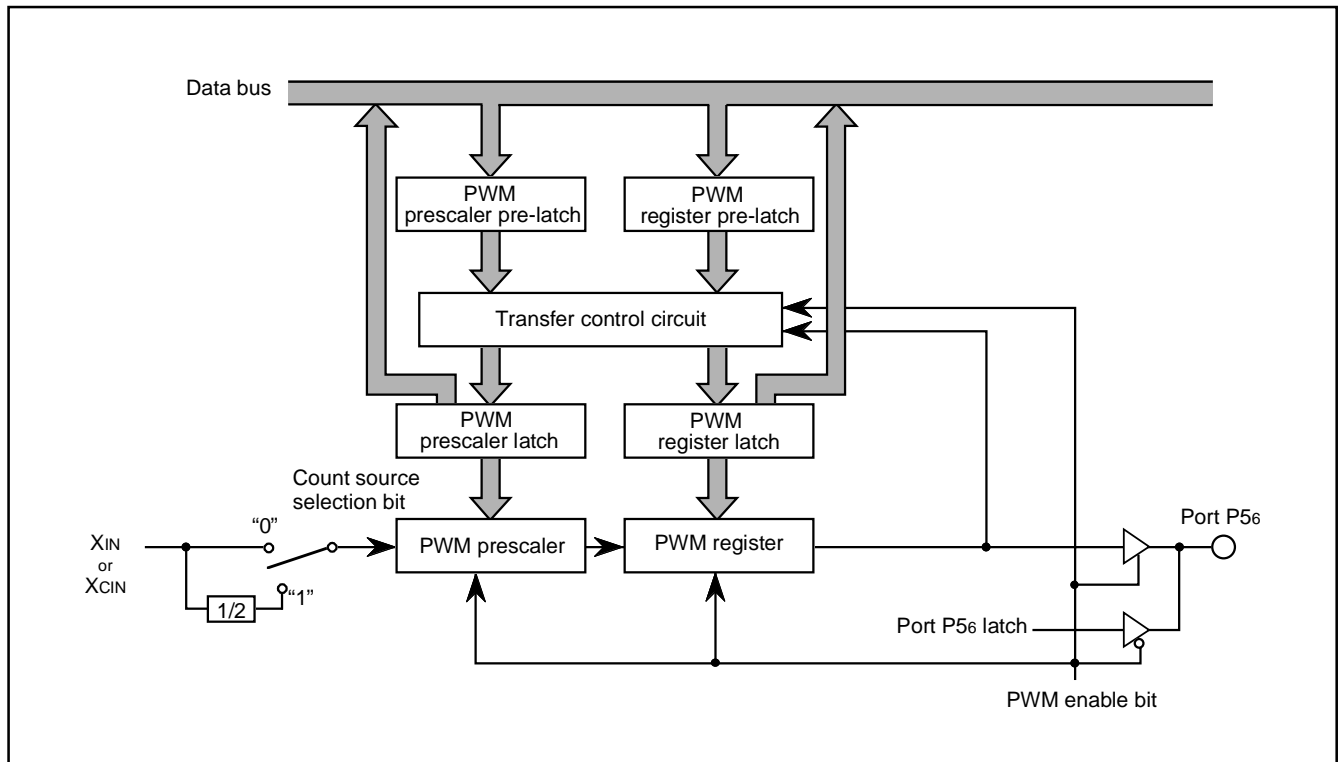 Data bus
PWM
prescaler pre-latch
PWM
register pre-latch
Transfer control circuit
PWM
prescaler latch
PWM
register latch
Count source
selection bit
Port P56
“0”
XIN
or
XCIN
PWM prescaler
PWM register
“1”
1/2
Port P56 latch
PWM enable bit